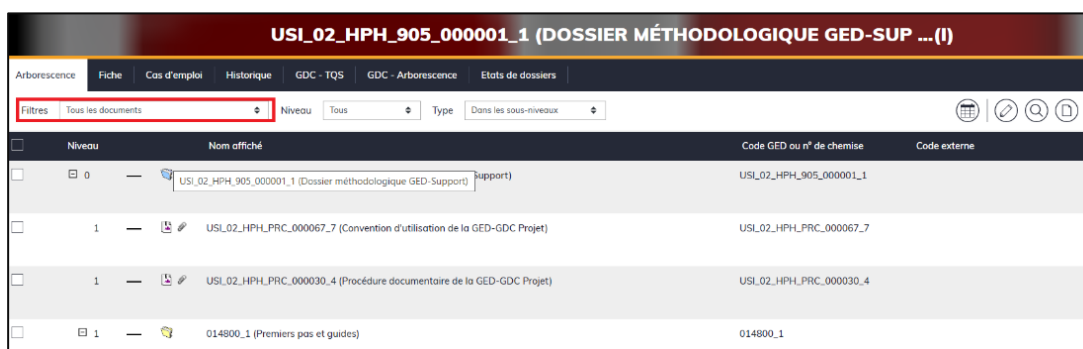 USI_02_HPH_905_000001_1 (DOSSIER MÉTHODOLOGIQUE GED-SUP ...(I)
Arborescence Fiche Cas d'emploi Historique GDC - TQS GDC - Arborescence Etats de dossiers
Filtres Tous les documents Niveau Tous Type Dans les sous-niveaux
Niveau Nom affiché Code GED ou n° de chemise Code externe
0 USI_02_HPH_905_000001_1 (Dossier méthodologique GED-Support) Support) USI_02_HPH_905_000001_1
1 USI_02_HPH_PRC_000067_7 (Convention d'utilisation de la GED-GDC Projet) USI_02_HPH_PRC_000067_7
1 USI_02_HPH_PRC_000030_4 (Procédure documentaire de la GED-GDC Projet) USI_02_HPH_PRC_000030_4
1 014800_1 (Premiers pas et guides) 014800_1